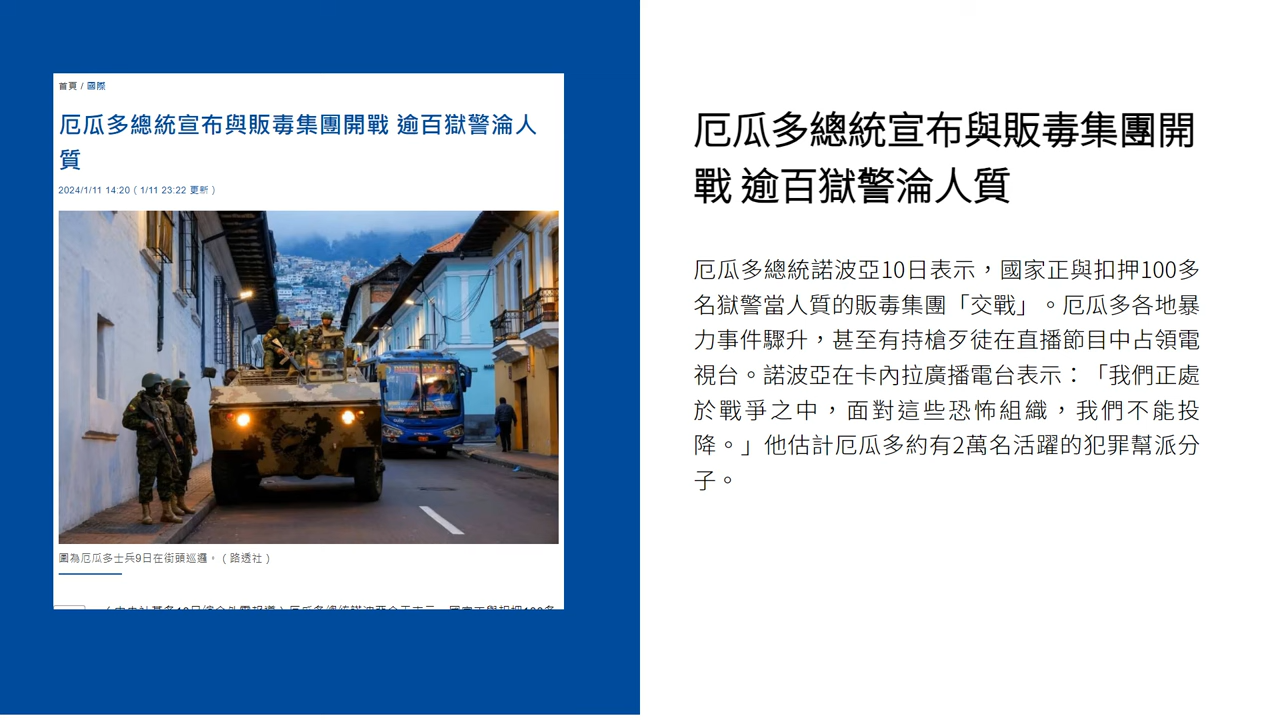 首頁 / 國際
厄瓜多總統宣布與販毒集團開戰 逾百獄警淪人
質
2024/1/11 14:20（1/11 23:22 更新）
圖為厄瓜多士兵9日在街頭巡邏。（路透社）
厄瓜多總統宣布與販毒集團開
戰 逾百獄警淪人質
厄瓜多總統諾波亞10日表示，國家正與扣押100多
名獄警當人質的販毒集團「交戰」。厄瓜多各地暴
力事件驟升，甚至有持槍歹徒在直播節目中占領電
視台。諾波亞在卡內拉廣播電台表示：「我們正處
於戰爭之中，面對這些恐怖組織，我們不能投
降。」他估計厄瓜多約有2萬名活躍的犯罪幫派分
子。